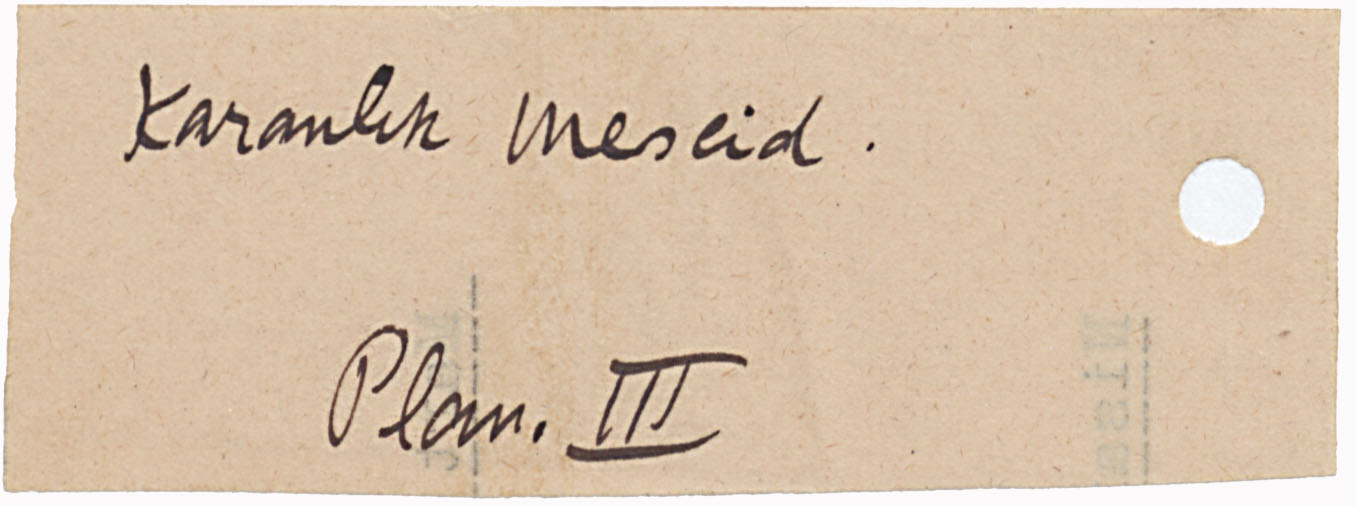 Karanlık Mescid.
Plan. III